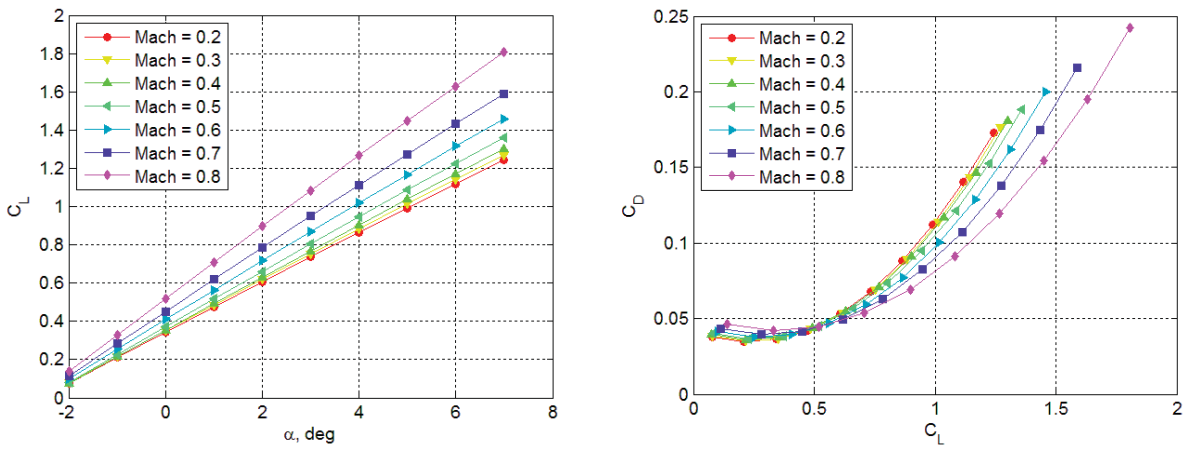 2
1.8
1.6
1.4
1.2
1
0.8
0.6
0.4
0.2
0
C_L
Mach = 0.2
Mach = 0.3
Mach = 0.4
Mach = 0.5
Mach = 0.6
Mach = 0.7
Mach = 0.8
-2 0 2 4 6 8
α, deg
0.25
0.2
0.15
0.1
0.05
0
C_D
Mach = 0.2
Mach = 0.3
Mach = 0.4
Mach = 0.5
Mach = 0.6
Mach = 0.7
Mach = 0.8
0 0.5 1 1.5 2
C_L